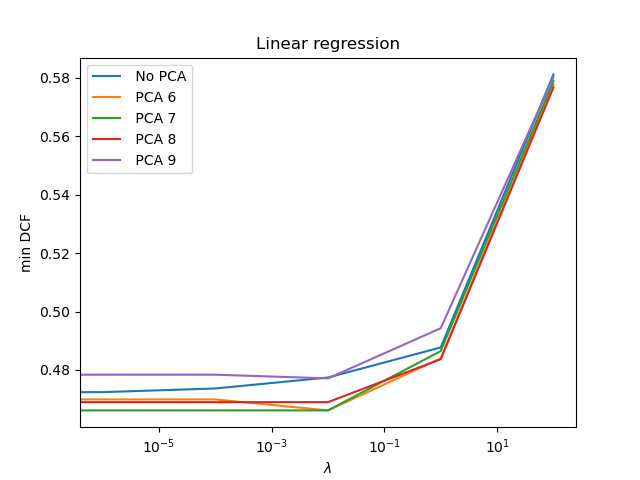 Linear regression
No PCA
PCA 6
PCA 7
PCA 8
PCA 9
min DCF
0.58
0.56
0.54
0.52
0.50
0.48
10⁻⁵
10⁻³
10⁻¹
10¹
λ